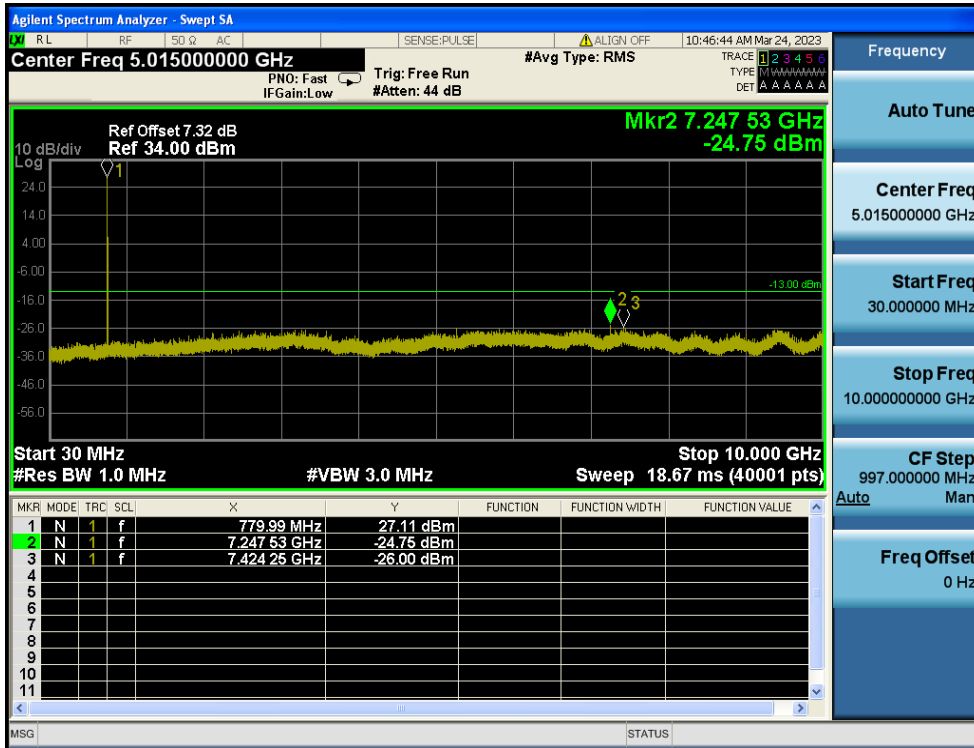 Agilent Spectrum Analyzer - Swept SA
LXI RL RF 50 Ω AC SENSE:PULSE ALIGN OFF 10:46:44 AM Mar 24, 2023
Center Freq 5.015000000 GHz
PNO: Fast
IFGain:Low
Trig: Free Run
#Atten: 44 dB
#Avg Type: RMS
TRACE 1 2 3 4 5 6
TYPE M W W W W W
DET A A A A A A
Mkr2 7.247 53 GHz
-24.75 dBm
Ref Offset 7.32 dB
10 dB/div Ref 34.00 dBm
Log
1
24.0
14.0
4.00
-6.00
-13.00 dBm
-16.0
2 3
-26.0
-36.0
-46.0
-56.0
Start 30 MHz Stop 10.000 GHz
#Res BW 1.0 MHz #VBW 3.0 MHz Sweep 18.67 ms (40001 pts)
MKR MODE TRC SCL X Y FUNCTION FUNCTION WIDTH FUNCTION VALUE
1 N 1 f 779.99 MHz 27.11 dBm
2 N 1 f 7.247 53 GHz -24.75 dBm
3 N 1 f 7.424 25 GHz -26.00 dBm
4
5
6
7
8
9
10
11
MSG STATUS
Frequency
Auto Tune
Center Freq
5.015000000 GHz
Start Freq
30.000000 MHz
Stop Freq
10.000000000 GHz
CF Step
997.000000 MHz
Auto Man
Freq Offset
0 Hz